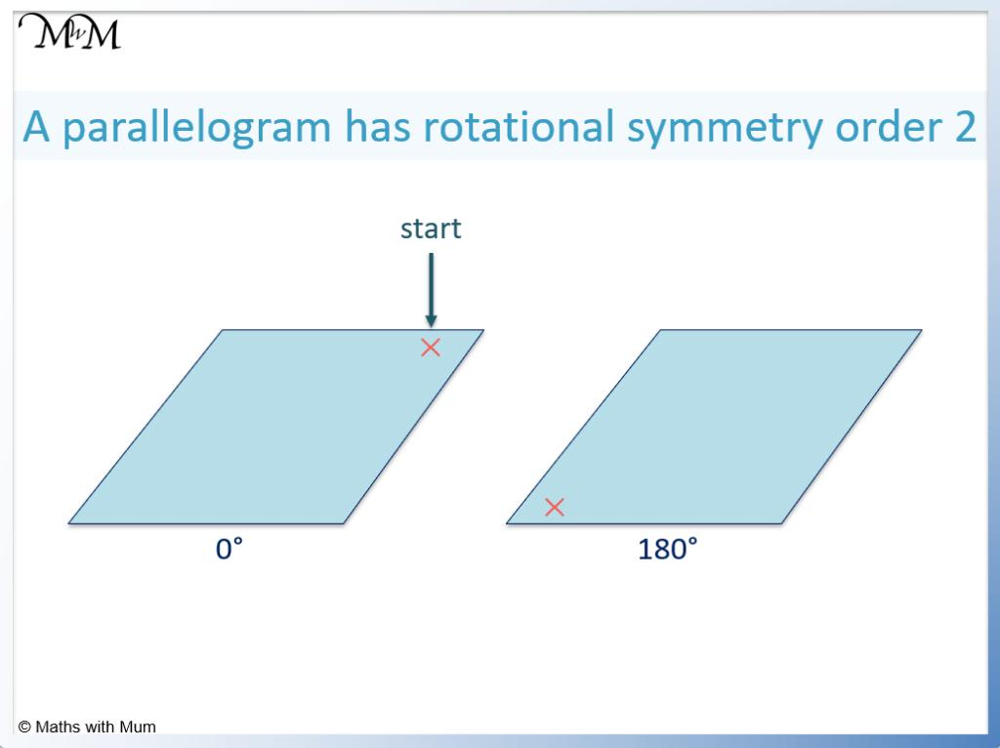 MWM
A parallelogram has rotational symmetry order 2
start
0°
180°
© Maths with Mum